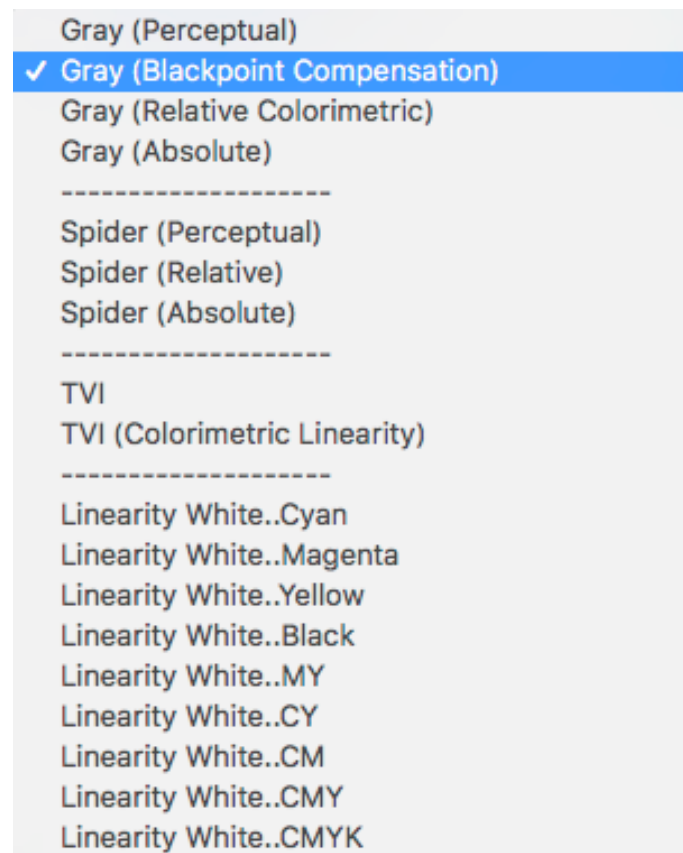 Gray (Perceptual)
✓ Gray (Blackpoint Compensation)
Gray (Relative Colorimetric)
Gray (Absolute)
--------------------
Spider (Perceptual)
Spider (Relative)
Spider (Absolute)
--------------------
TVI
TVI (Colorimetric Linearity)
--------------------
Linearity White..Cyan
Linearity White..Magenta
Linearity White..Yellow
Linearity White..Black
Linearity White..MY
Linearity White..CY
Linearity White..CM
Linearity White..CMY
Linearity White..CMYK